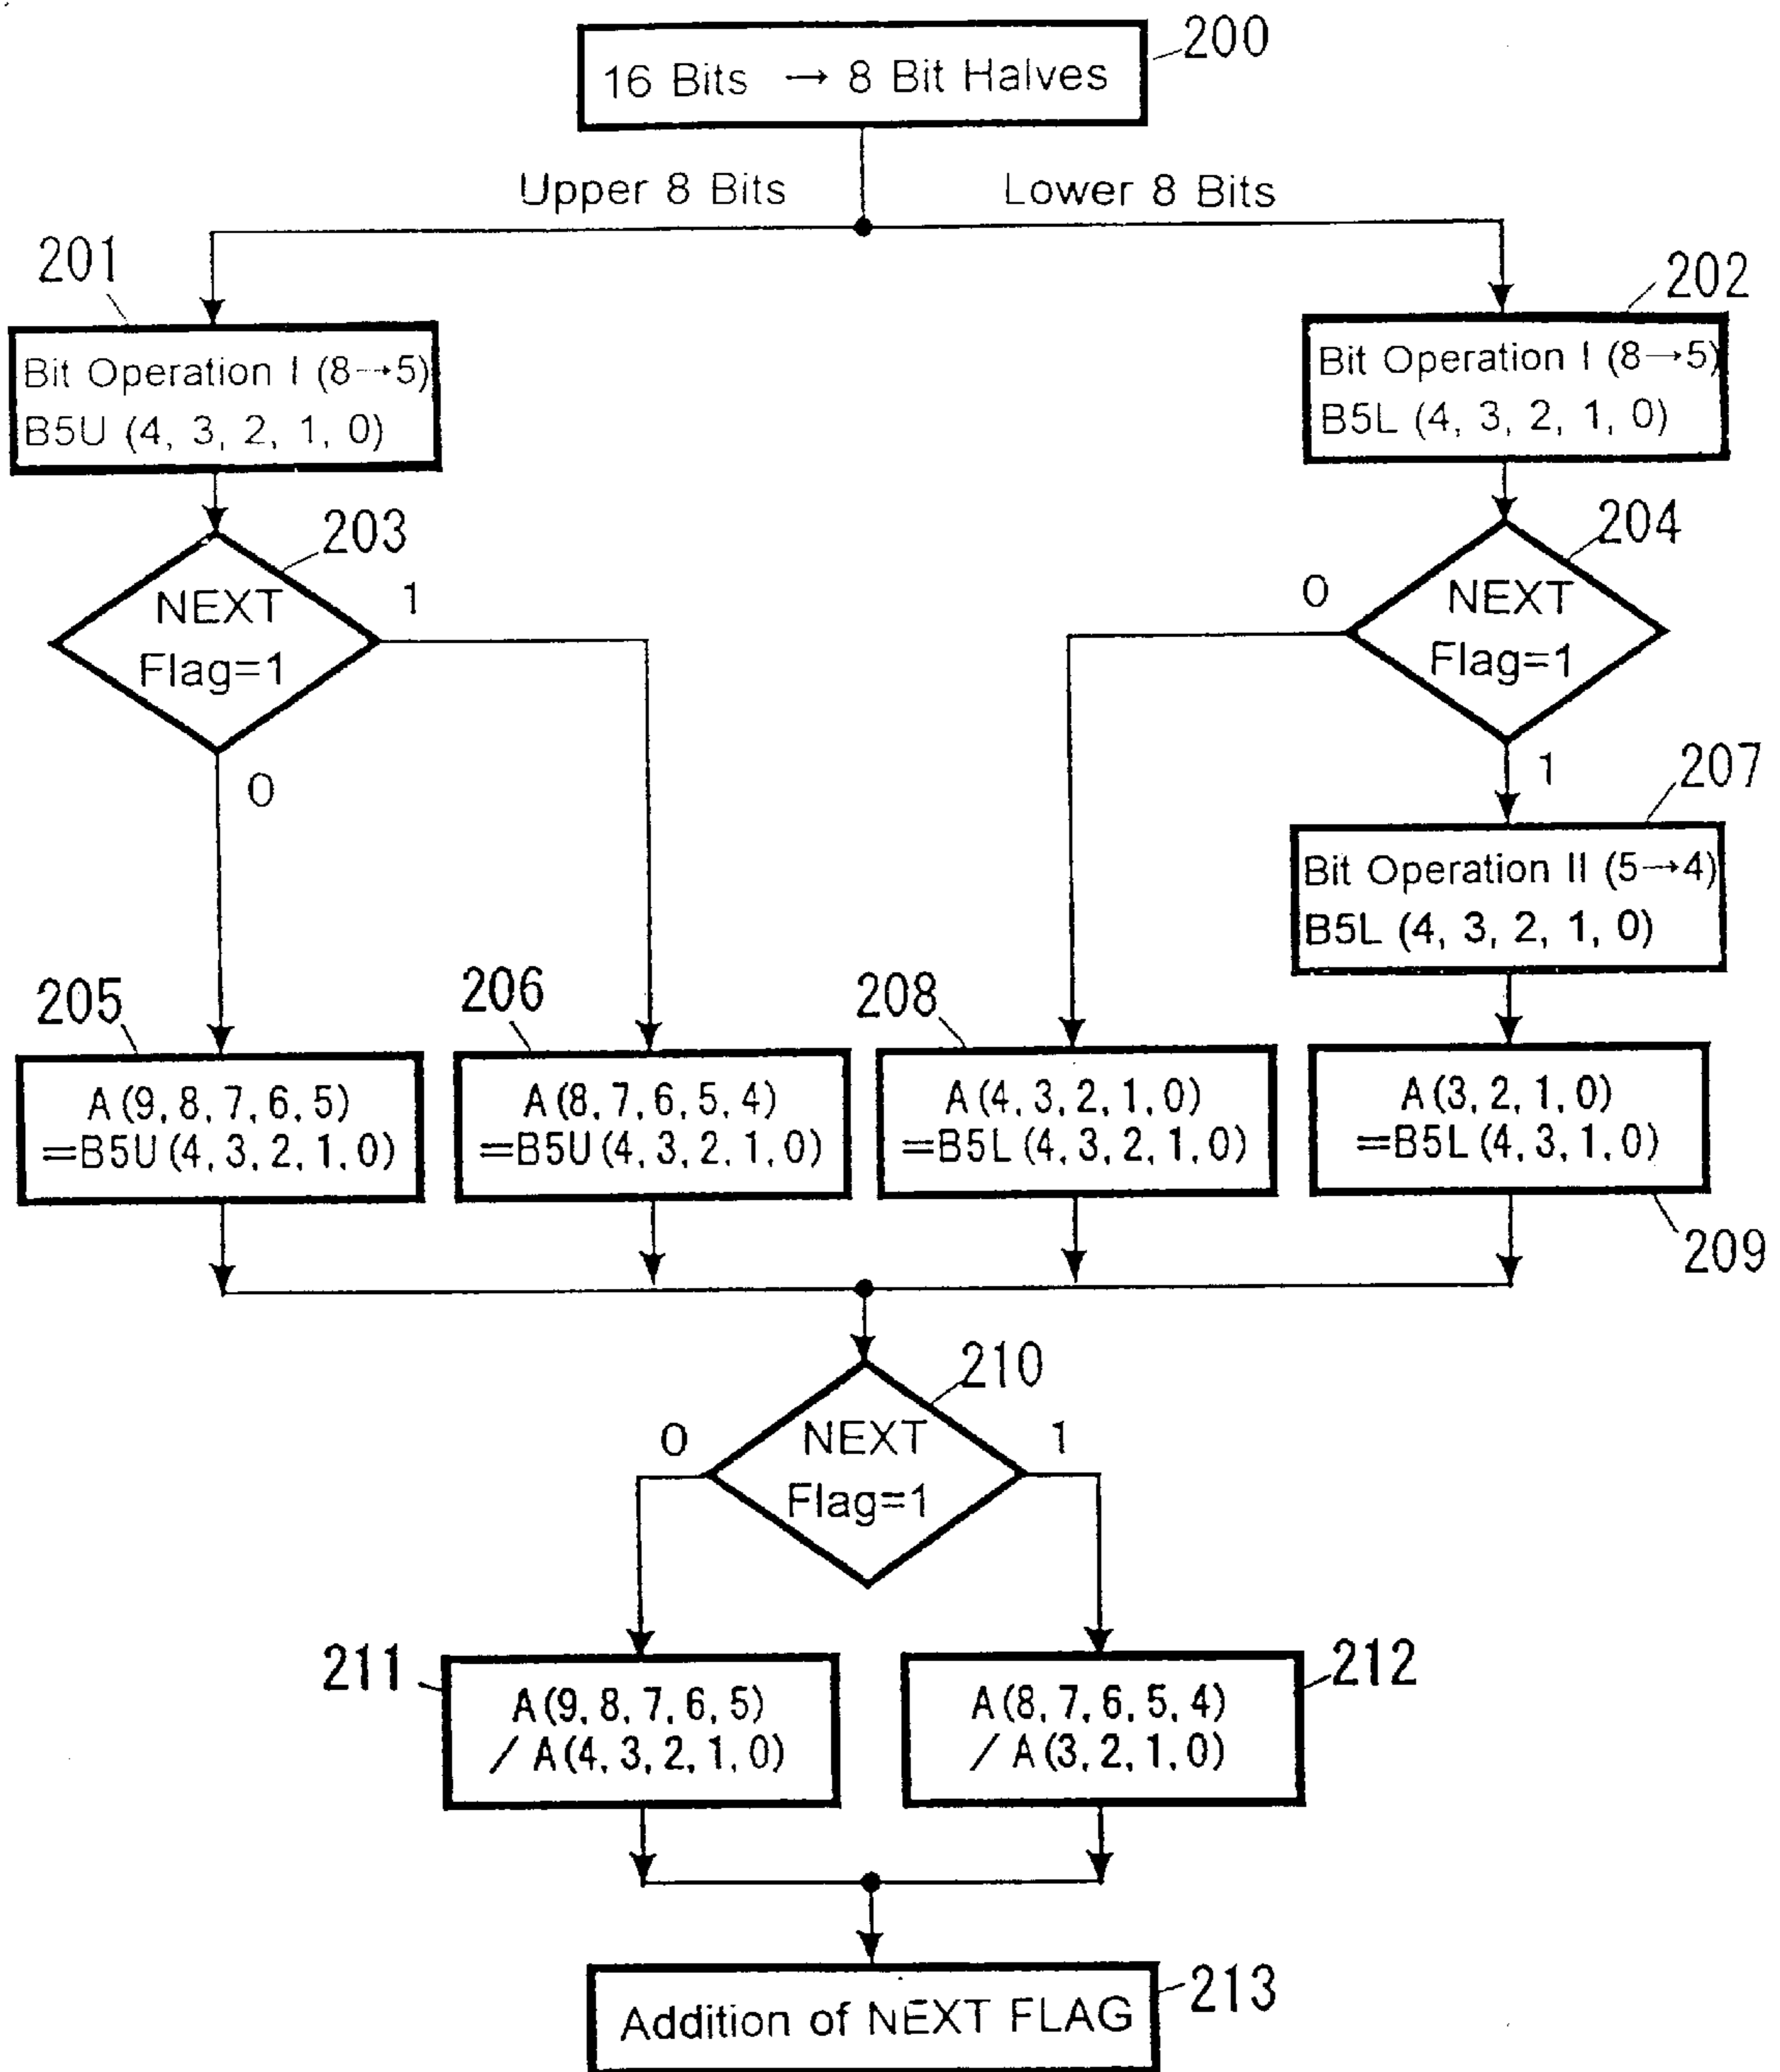 200
16 Bits → 8 Bit Halves
Upper 8 Bits
Lower 8 Bits
201
202
Bit Operation I (8→5)
B5U (4, 3, 2, 1, 0)
Bit Operation I (8→5)
B5L (4, 3, 2, 1, 0)
203
NEXT
Flag=1
1
0
204
0
NEXT
Flag=1
1
207
Bit Operation II (5→4)
B5L (4, 3, 2, 1, 0)
205
206
208
A(9,8,7,6,5)
=B5U(4,3,2,1,0)
A(8,7,6,5,4)
=B5U(4,3,2,1,0)
A(4,3,2,1,0)
=B5L(4,3,2,1,0)
A(3,2,1,0)
=B5L(4,3,1,0)
209
210
0
NEXT
Flag=1
1
211
212
A(9,8,7,6,5)
/ A(4,3,2,1,0)
A(8,7,6,5,4)
/ A(3,2,1,0)
213
Addition of NEXT FLAG